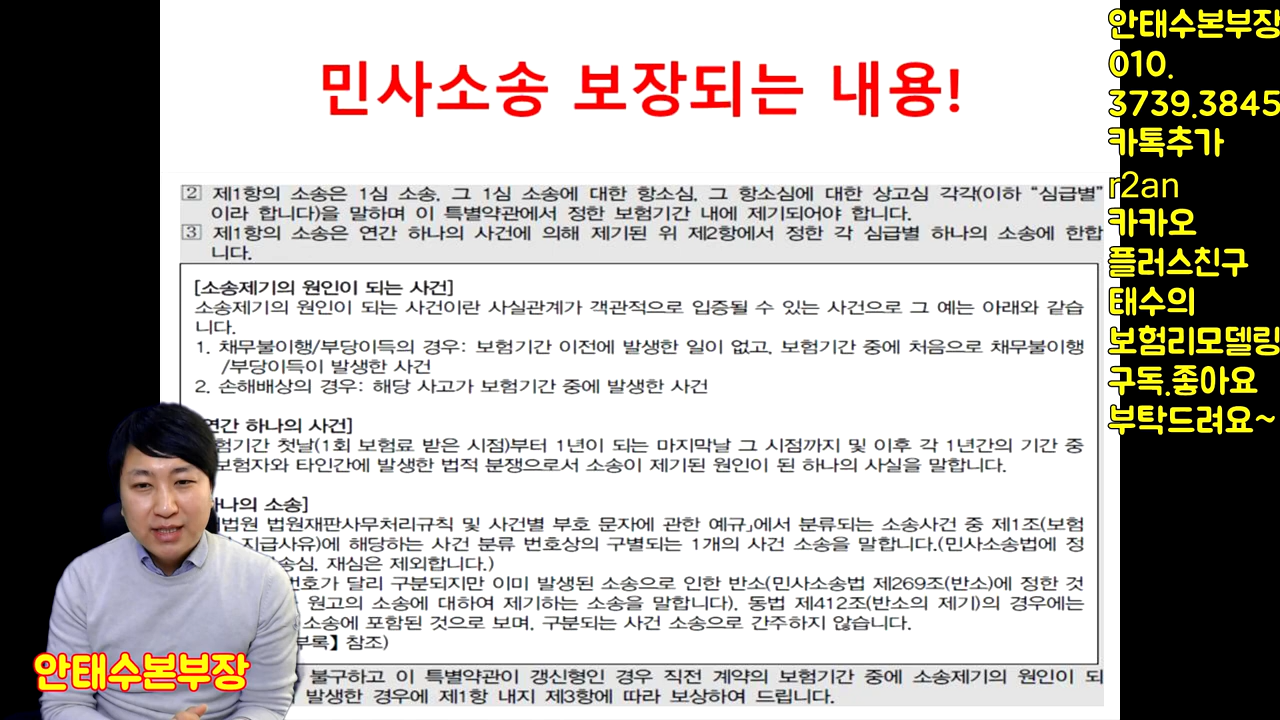 민사소송 보장되는 내용!
② 제1항의 소송은 1심 소송, 그 1심 소송에 대한 항소심, 그 항소심에 대한 상고심 각각(이하 “심급별”
이라 합니다)을 말하며 이 특별약관에서 정한 보험기간 내에 제기되어야 합니다.
③ 제1항의 소송은 연간 하나의 사건에 의해 제기된 위 제2항에서 정한 각 심급별 하나의 소송에 한합
니다.
[소송제기의 원인이 되는 사건]
소송제기의 원인이 되는 사건이란 사실관계가 객관적으로 입증될 수 있는 사건으로 그 예는 아래와 같습
니다.
1. 채무불이행/부당이득의 경우: 보험기간 이전에 발생한 일이 없고, 보험기간 중에 처음으로 채무불이행
/부당이득이 발생한 사건
2. 손해배상의 경우: 해당 사고가 보험기간 중에 발생한 사건
연간 하나의 사건]
험기간 첫날(1회 보험료 받은 시점)부터 1년이 되는 마지막날 그 시점까지 및 이후 각 1년간의 기간 중
보험자와 타인간에 발생한 법적 분쟁으로서 소송이 제기된 원인이 된 하나의 사실을 말합니다.
하나의 소송]
법원 법원재판사무처리규칙 및 사건별 부호 문자에 관한 예규」에서 분류되는 소송사건 중 제1조(보험
지급사유)에 해당하는 사건 분류 번호상의 구별되는 1개의 사건 소송을 말합니다.(민사소송법에 정
송심, 재심은 제외합니다.)
번호가 달리 구분되지만 이미 발생된 소송으로 인한 반소(민사소송법 제269조(반소)에 정한 것
원고의 소송에 대하여 제기하는 소송을 말합니다), 동법 제412조(반소의 제기)의 경우에는
소송에 포함된 것으로 보며, 구분되는 사건 소송으로 간주하지 않습니다.
부록】 참조)
불구하고 이 특별약관이 갱신형인 경우 직전 계약의 보험기간 중에 소송제기의 원인이 되
발생한 경우에 제1항 내지 제3항에 따라 보상하여 드립니다.
안태수본부장
안태수본부장
010.
3739.3845
카톡추가
r2an
카카오
플러스친구
태수의
보험리모델링
구독.좋아요
부탁드려요~